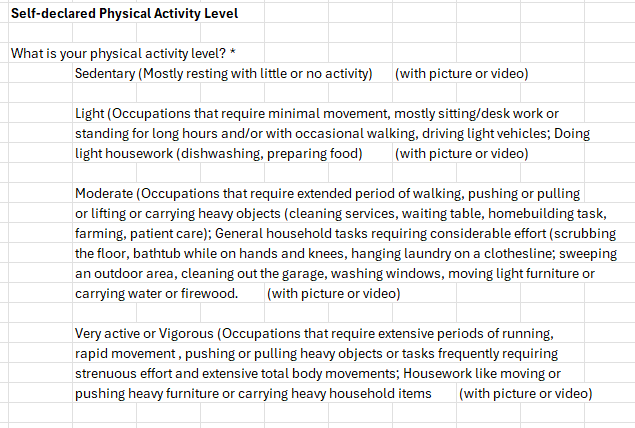 Self-declared Physical Activity Level
What is your physical activity level? *
Sedentary (Mostly resting with little or no activity) (with picture or video)
Light (Occupations that require minimal movement, mostly sitting/desk work or
standing for long hours and/or with occasional walking, driving light vehicles; Doing
light housework (dishwashing, preparing food) (with picture or video)
Moderate (Occupations that require extended period of walking, pushing or pulling
or lifting or carrying heavy objects (cleaning services, waiting table, homebuilding task,
farming, patient care); General household tasks requiring considerable effort (scrubbing
the floor, bathtub while on hands and knees, hanging laundry on a clothesline; sweeping
an outdoor area, cleaning out the garage, washing windows, moving light furniture or
carrying water or firewood. (with picture or video)
Very active or Vigorous (Occupations that require extensive periods of running,
rapid movement , pushing or pulling heavy objects or tasks frequently requiring
strenuous effort and extensive total body movements; Housework like moving or
pushing heavy furniture or carrying heavy household items (with picture or video)